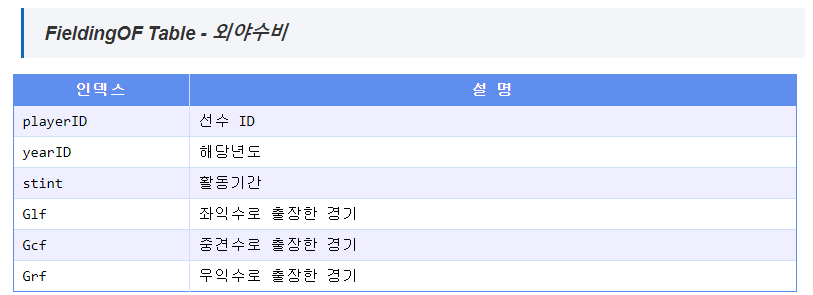 FieldingOF Table - 외야수비
인덱스 설 명
playerID 선수 ID
yearID 해당년도
stint 활동기간
Glf 좌익수로 출장한 경기
Gcf 중견수로 출장한 경기
Grf 우익수로 출장한 경기